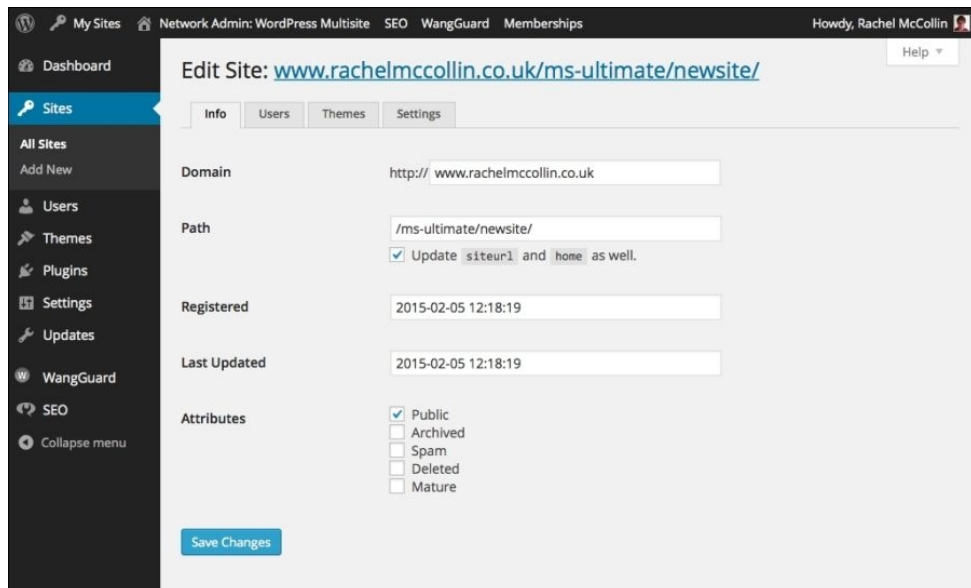 My Sites Network Admin: WordPress Multisite SEO WangGuard Memberships Howdy, Rachel McCollin
Help
Dashboard
Sites
All Sites
Add New
Users
Themes
Plugins
Settings
Updates
WangGuard
SEO
Collapse menu
Edit Site: www.rachelmccollin.co.uk/ms-ultimate/newsite/
Info Users Themes Settings
Domain http:// www.rachelmccollin.co.uk
Path /ms-ultimate/newsite/
Update siteurl and home as well.
Registered 2015-02-05 12:18:19
Last Updated 2015-02-05 12:18:19
Attributes Public
Archived
Spam
Deleted
Mature
Save Changes